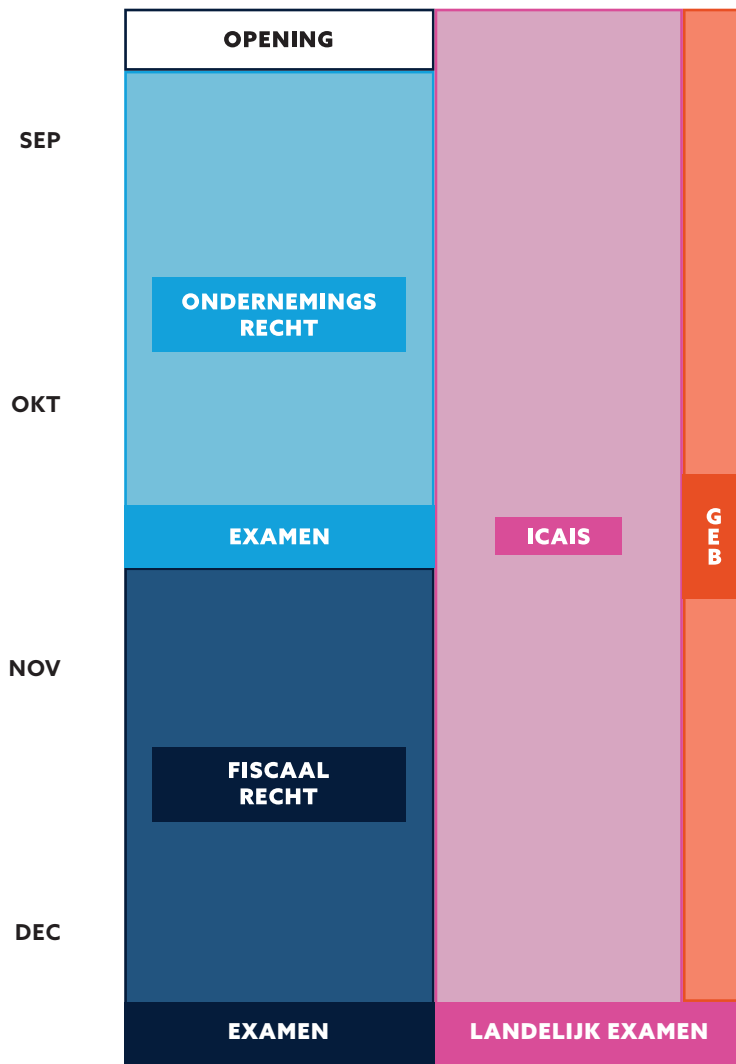 OPENING
SEP
ONDERNEMINGS
RECHT
OKT
EXAMEN
ICAIS
G
E
B
NOV
FISCAAL
RECHT
DEC
EXAMEN
LANDELIJK EXAMEN